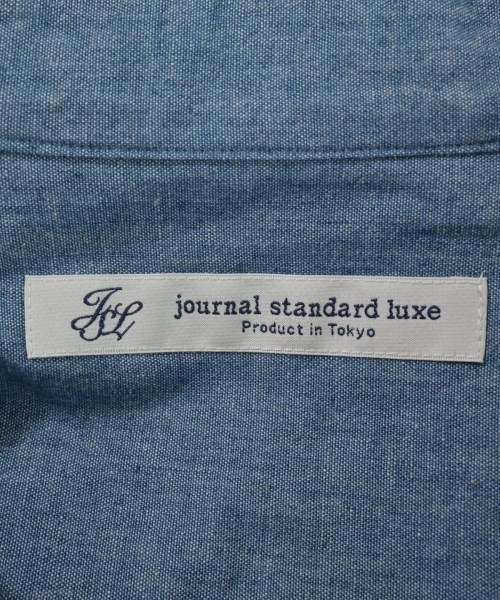 JSL
journal standard luxe
Product in Tokyo